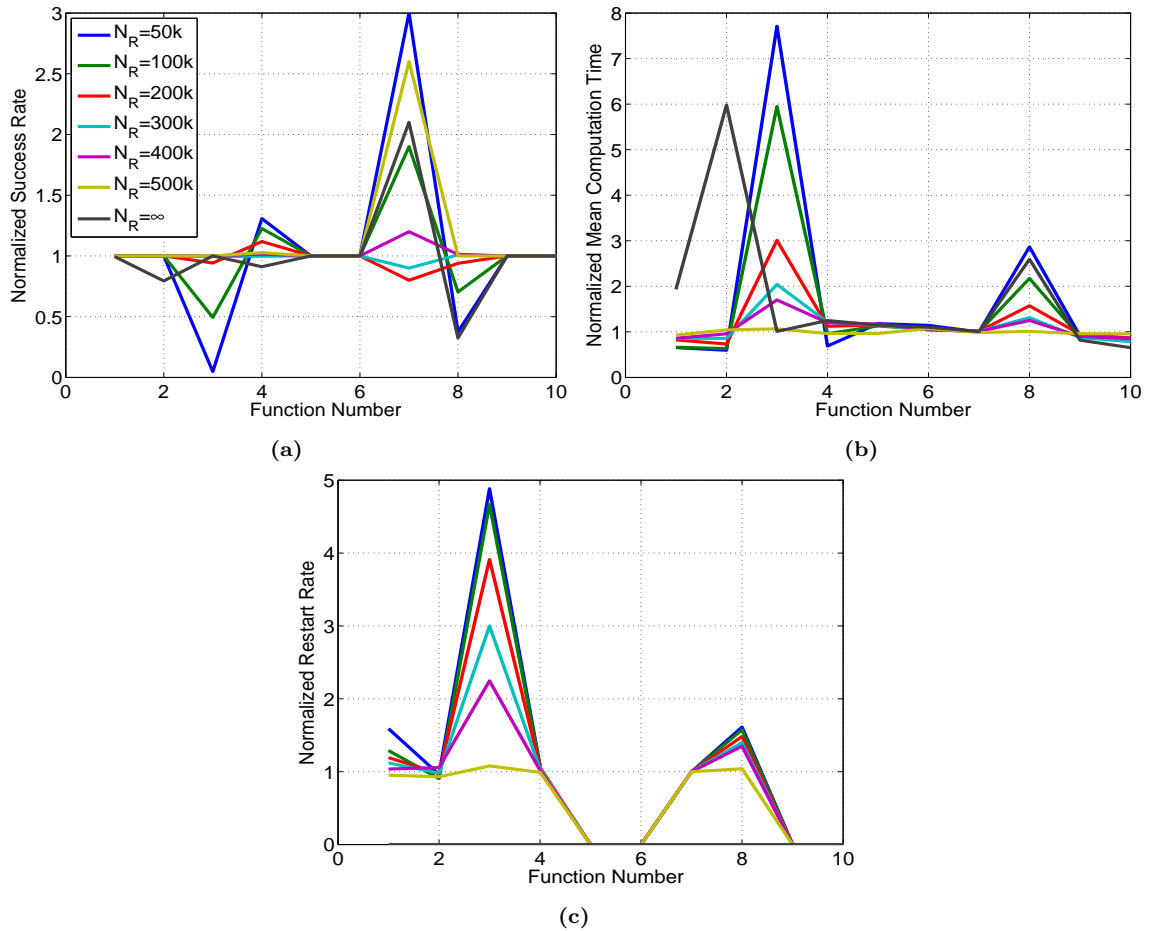 Normalized Success Rate
3
2.5
2
1.5
1
0.5
0
N_R=50k
N_R=100k
N_R=200k
N_R=300k
N_R=400k
N_R=500k
N_R=∞
0 2 4 6 8 10
Function Number
(a)
Normalized Mean Computation Time
8
7
6
5
4
3
2
1
0
0 2 4 6 8 10
Function Number
(b)
Normalized Restart Rate
5
4
3
2
1
0
0 2 4 6 8 10
Function Number
(c)